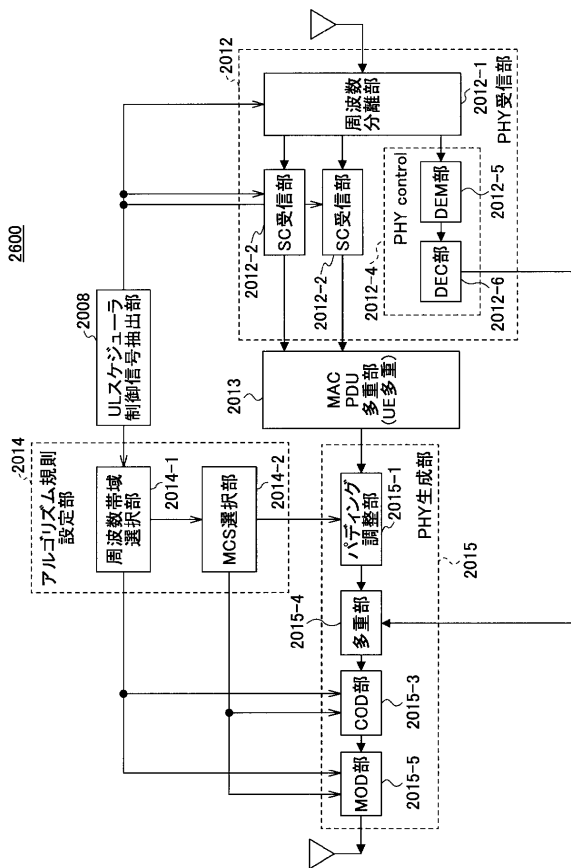 2600
2012
周波数
分離部
2012-1
PHY受信部
SC受信部
2012-2
SC受信部
2012-2
PHY control
2012-4
DEM部
2012-5
DEC部
2012-6
2008
ULスケジューラ
制御信号抽出部
2013
MAC
PDU
多重部
(UE多重)
2014
アルゴリズム規則
設定部
周波数帯域
選択部
2014-1
MCS選択部
2014-2
パディング
調整部
2015-1
PHY生成部
2015
2015-4
多重部
COD部
2015-3
MOD部
2015-5